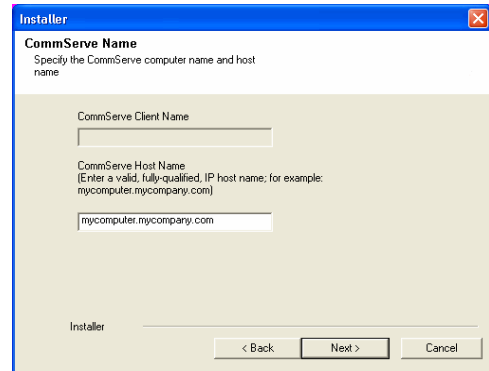 Installer
CommServe Name
Specify the CommServe computer name and host
name
CommServe Client Name
CommServe Host Name
(Enter a valid, fully-qualified, IP host name; for example:
mycomputer.mycompany.com)
mycomputer.mycompany.com
Installer
< Back Next > Cancel